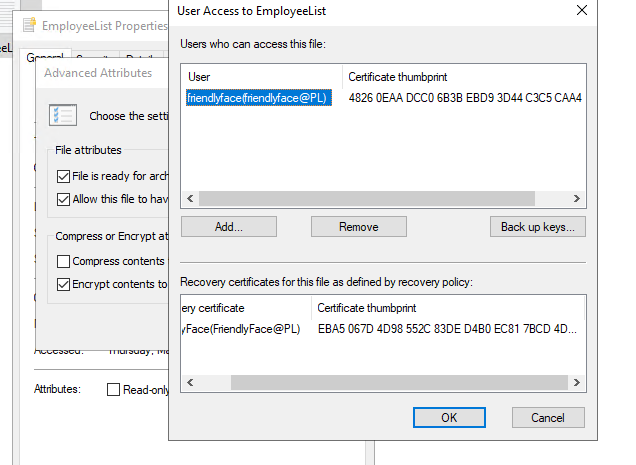 User Access to EmployeeList
EmployeeList Properties
General
Advanced Attributes
Choose the setti
File attributes
File is ready for arch
Allow this file to hav
Compress or Encrypt at
Compress contents
Encrypt contents to
Accessed:
Attributes:
Read-only
Users who can access this file:
User Certificate thumbprint
friendlyface(friendlyface@PL) 4826 0EAA DCC0 6B3B EBD9 3D44 C3C5 CAA4
Add... Remove Back up keys...
Recovery certificates for this file as defined by recovery policy:
ery certificate Certificate thumbprint
yFace(FriendlyFace@PL) EBA5 067D 4D98 552C 83DE D4B0 EC81 7BCD 4D...
OK Cancel